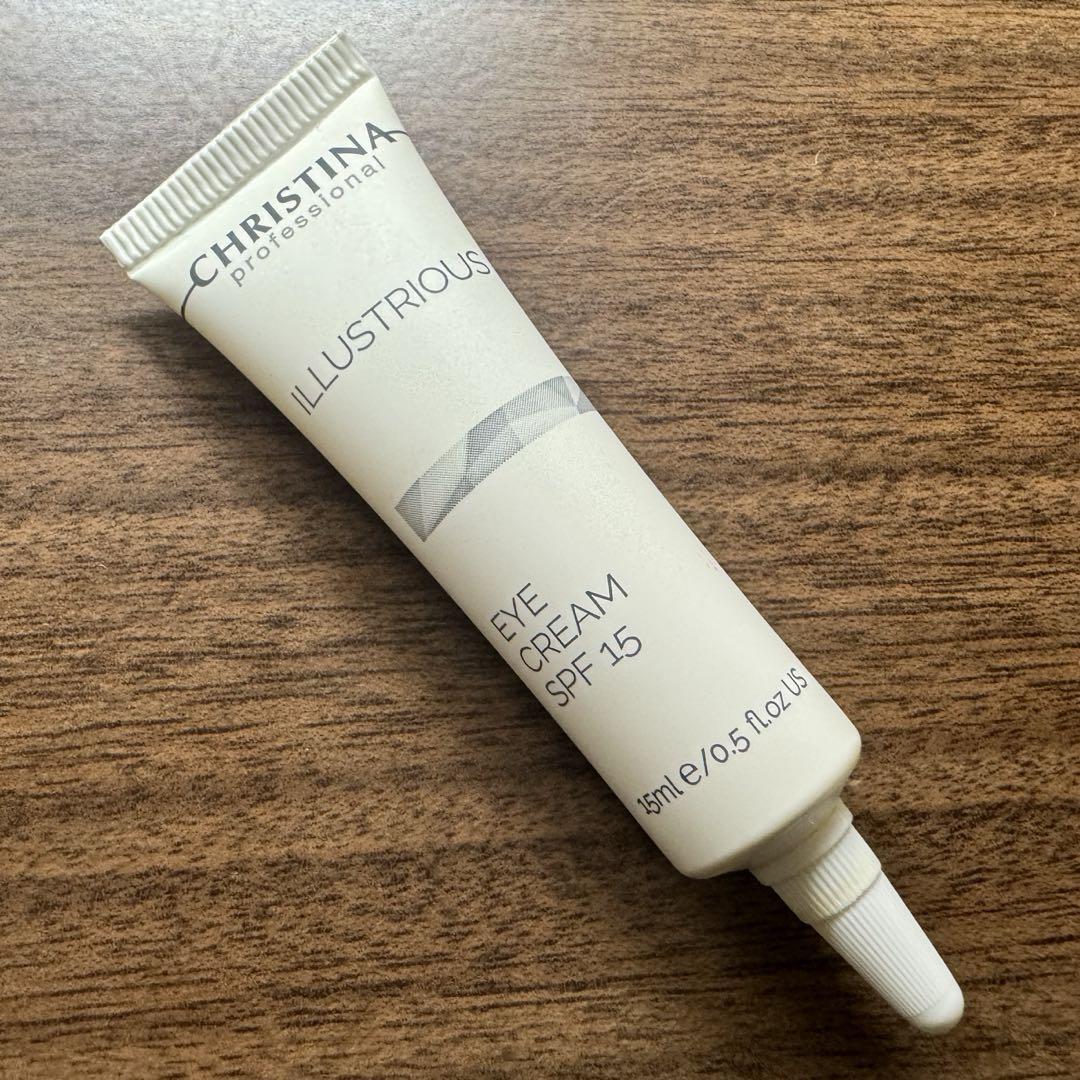 CHRISTINA
professional
ILLUSTRIOUS
EYE
CREAM
SPF 15
15ml e/0.5 fl.oz US